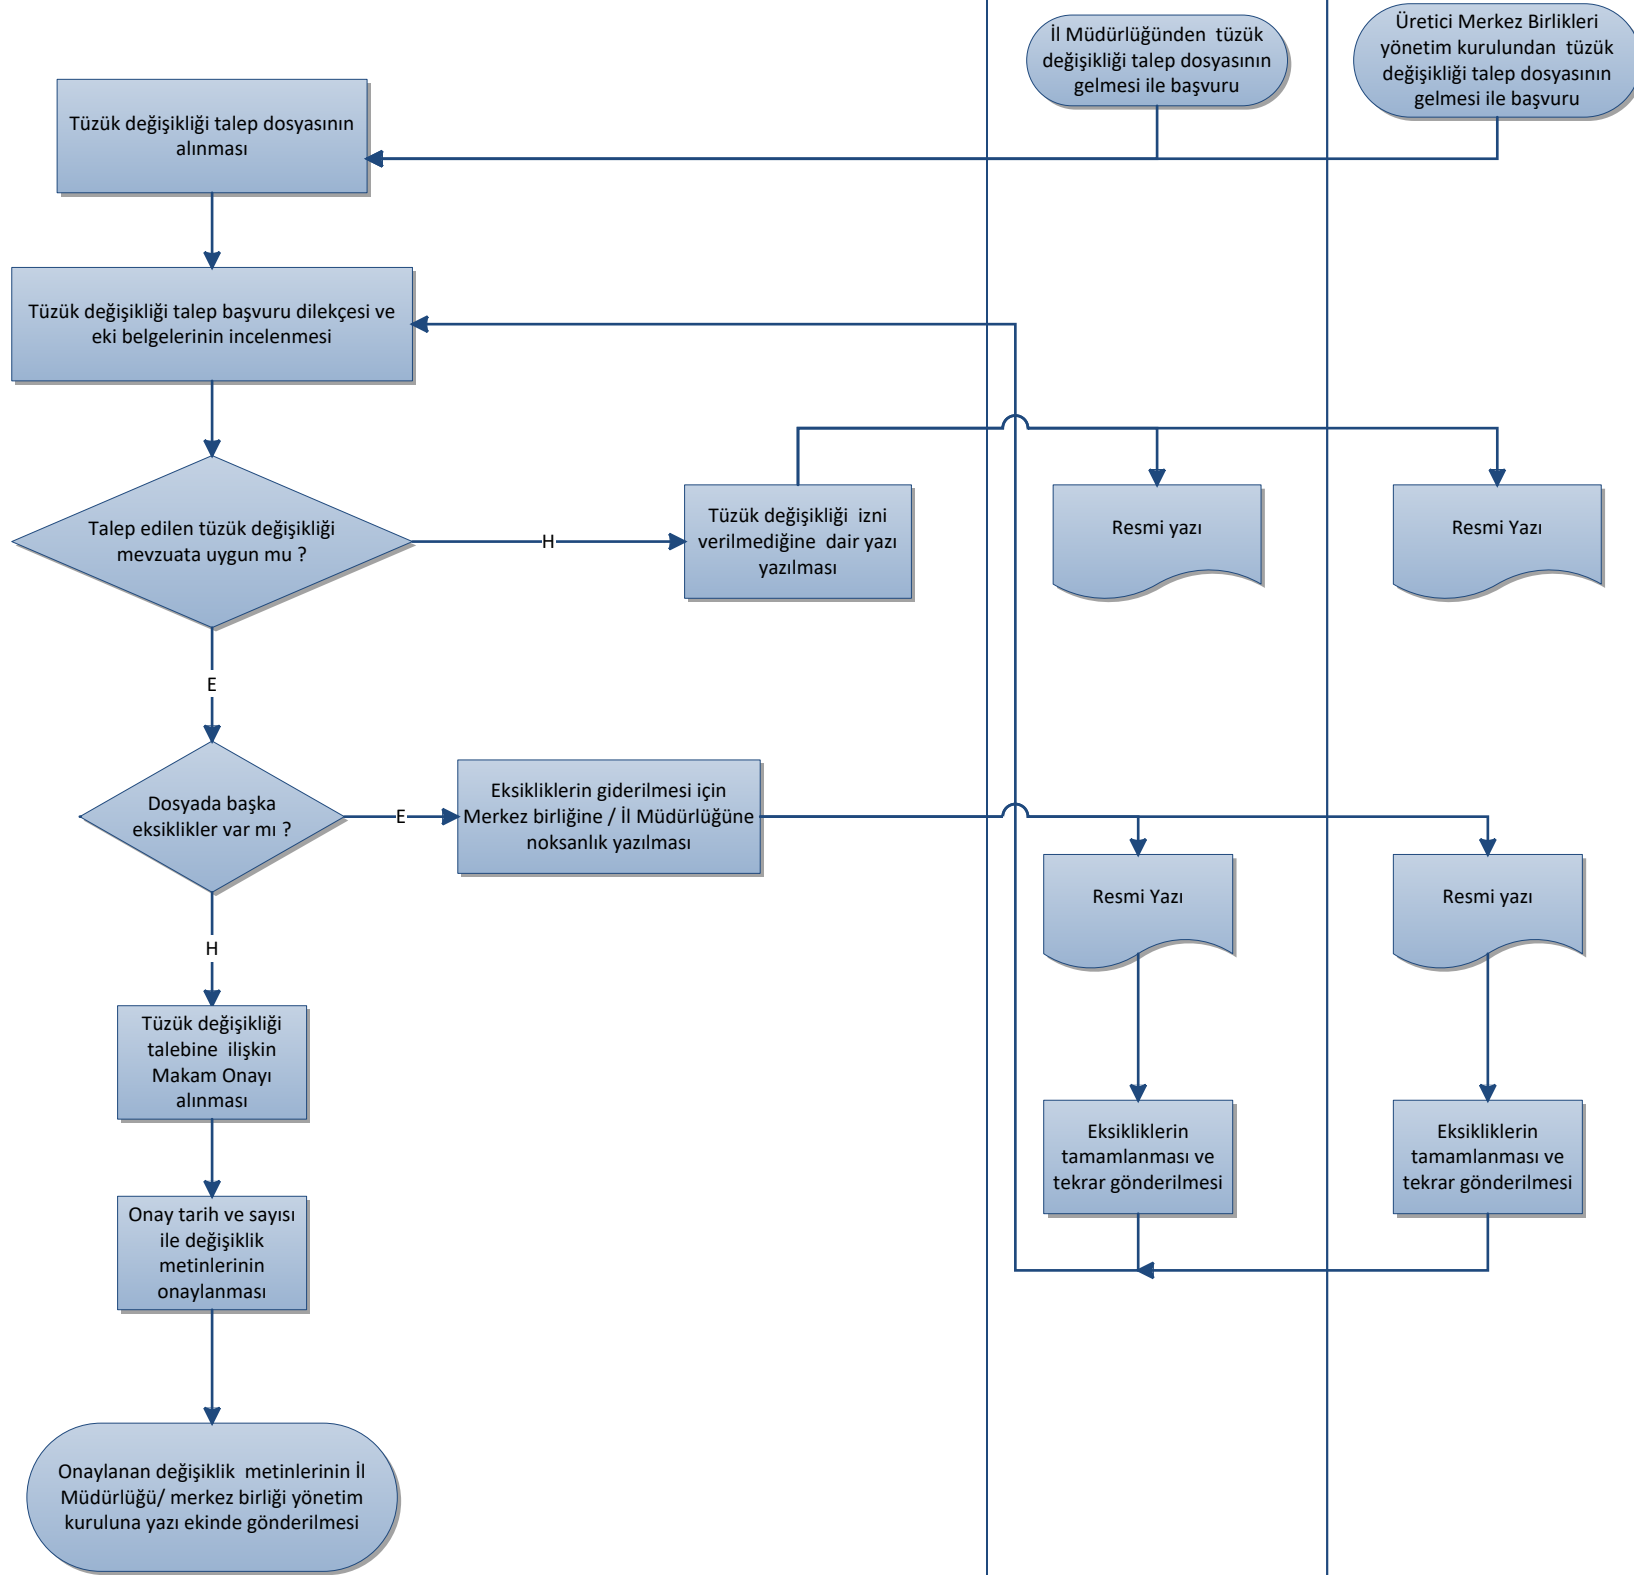 İl Müdürlüğünden tüzük
değişikliği talep dosyasının
gelmesi ile başvuru
Üretici Merkez Birlikleri
yönetim kurulundan tüzük
değişikliği talep dosyasının
gelmesi ile başvuru
Tüzük değişikliği talep dosyasının
alınması
Tüzük değişikliği talep başvuru dilekçesi ve
eki belgelerinin incelenmesi
Talep edilen tüzük değişikliği
mevzuata uygun mu ?
H
Tüzük değişikliği izni
verilmediğine dair yazı
yazılması
Resmi yazı
Resmi Yazı
E
Dosyada başka
eksiklikler var mı ?
E
Eksikliklerin giderilmesi için
Merkez birliğine / İl Müdürlüğüne
noksanlık yazılması
Resmi Yazı
Resmi yazı
H
Tüzük değişikliği
talebine ilişkin
Makam Onayı
alınması
Eksikliklerin
tamamlanması ve
tekrar gönderilmesi
Eksikliklerin
tamamlanması ve
tekrar gönderilmesi
Onay tarih ve sayısı
ile değişiklik
metinlerinin
onaylanması
Onaylanan değişiklik metinlerinin İl
Müdürlüğü/ merkez birliği yönetim
kuruluna yazı ekinde gönderilmesi